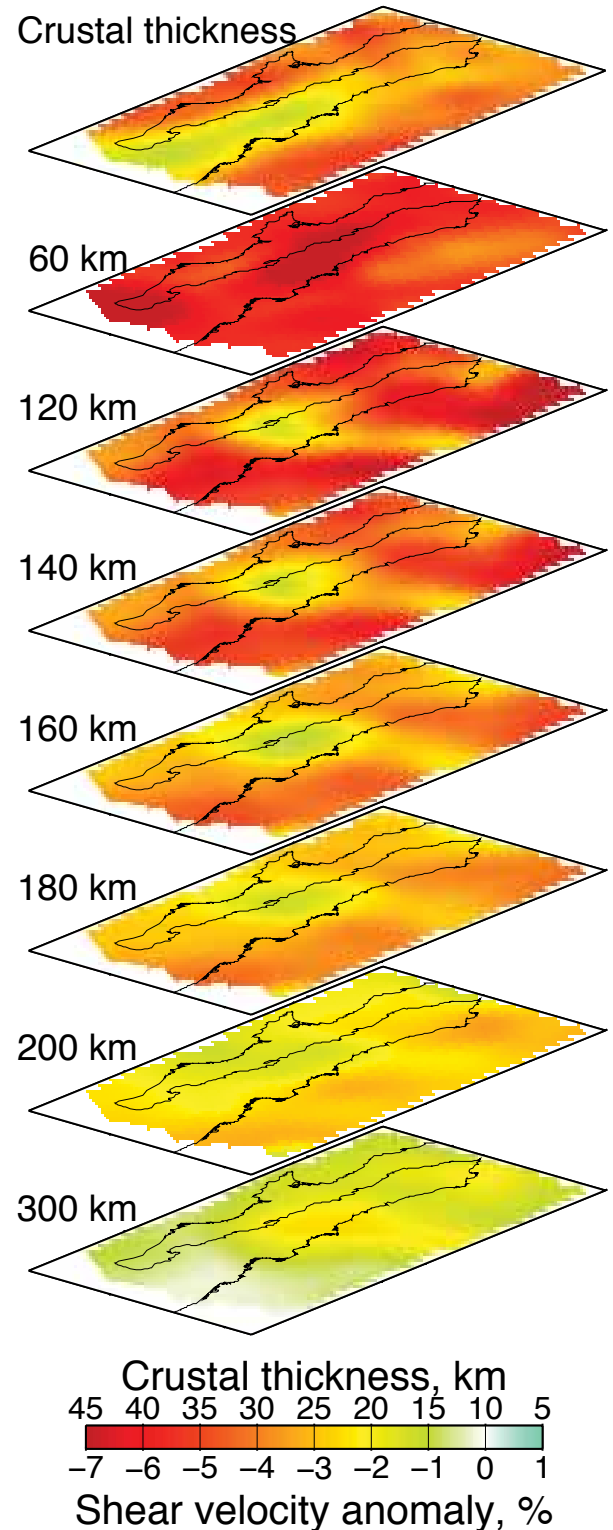 Crustal thickness
60 km
120 km
140 km
160 km
180 km
200 km
300 km
Crustal thickness, km
45 40 35 30 25 20 15 10 5
−7 −6 −5 −4 −3 −2 −1 0 1
Shear velocity anomaly, %